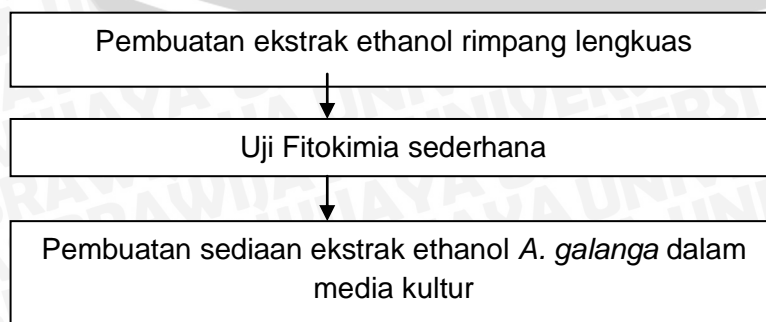 Pembuatan ekstrak ethanol rimpang lengkuas
Uji Fitokimia sederhana
Pembuatan sediaan ekstrak ethanol A. galanga dalam
media kultur